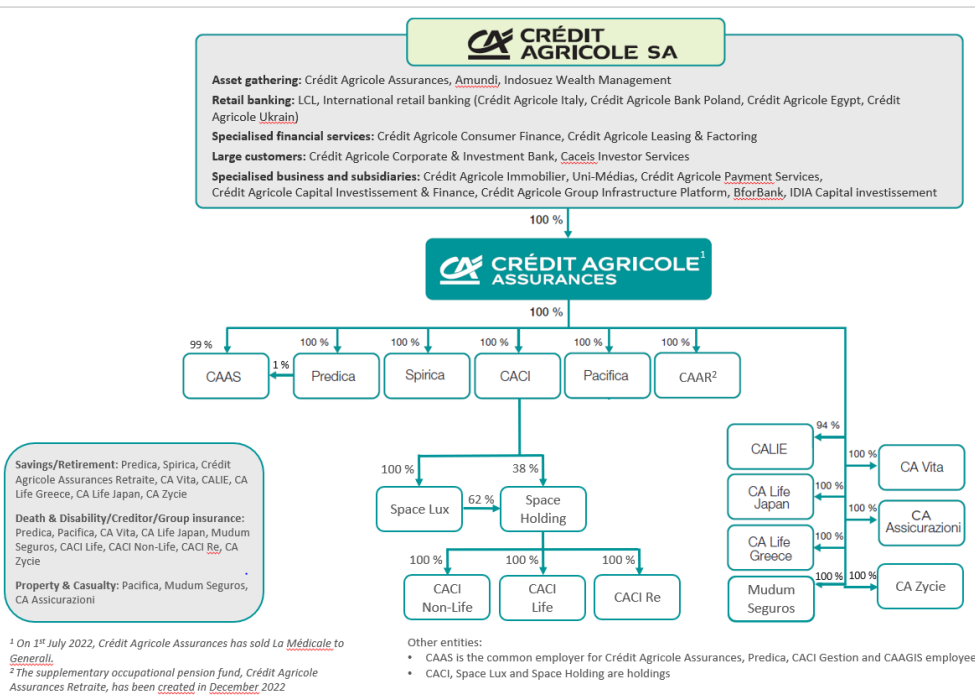 CRÉDIT
AGRICOLE SA
Asset gathering: Crédit Agricole Assurances, Amundi, Indosuez Wealth Management
Retail banking: LCL, International retail banking (Crédit Agricole Italy, Crédit Agricole Bank Poland, Crédit Agricole Egypt, Crédit
Agricole Ukrain)
Specialised financial services: Crédit Agricole Consumer Finance, Crédit Agricole Leasing & Factoring
Large customers: Crédit Agricole Corporate & Investment Bank, Caceis Investor Services
Specialised business and subsidiaries: Crédit Agricole Immobilier, Uni-Médias, Crédit Agricole Payment Services,
Crédit Agricole Capital Investissement & Finance, Crédit Agricole Group Infrastructure Platform, BforBank, IDIA Capital investissement
100 %
CRÉDIT AGRICOLE¹
ASSURANCES
100 %
99 %
100 %
100 %
100 %
100 %
100 %
CAAS
1 %
Predica
Spirica
CACI
Pacifica
CAAR²
94 %
CALIE
100 %
CA Vita
100 %
CA Life
Japan
100 %
CA
Assicurazioni
100 %
CA Life
Greece
100 %
100 %
Mudum
Seguros
CA Zycie
100 %
38 %
Space Lux
62 %
Space
Holding
100 %
100 %
100 %
CACI
Non-Life
CACI
Life
CACI Re
Savings/Retirement: Predica, Spirica, Crédit
Agricole Assurances Retraite, CA Vita, CALIE, CA
Life Greece, CA Life Japan, CA Zycie
Death & Disability/Creditor/Group insurance:
Predica, Pacifica, CA Vita, CA Life Japan, Mudum
Seguros, CACI Life, CACI Non-Life, CACI Re, CA
Zycie
Property & Casualty: Pacifica, Mudum Seguros,
CA Assicurazioni
¹ On 1st July 2022, Crédit Agricole Assurances has sold La Médicale to
Generali.
² The supplementary occupational pension fund, Crédit Agricole
Assurances Retraite, has been created in December 2022
Other entities:
• CAAS is the common employer for Crédit Agricole Assurances, Predica, CACI Gestion and CAAGIS employee
• CACI, Space Lux and Space Holding are holdings